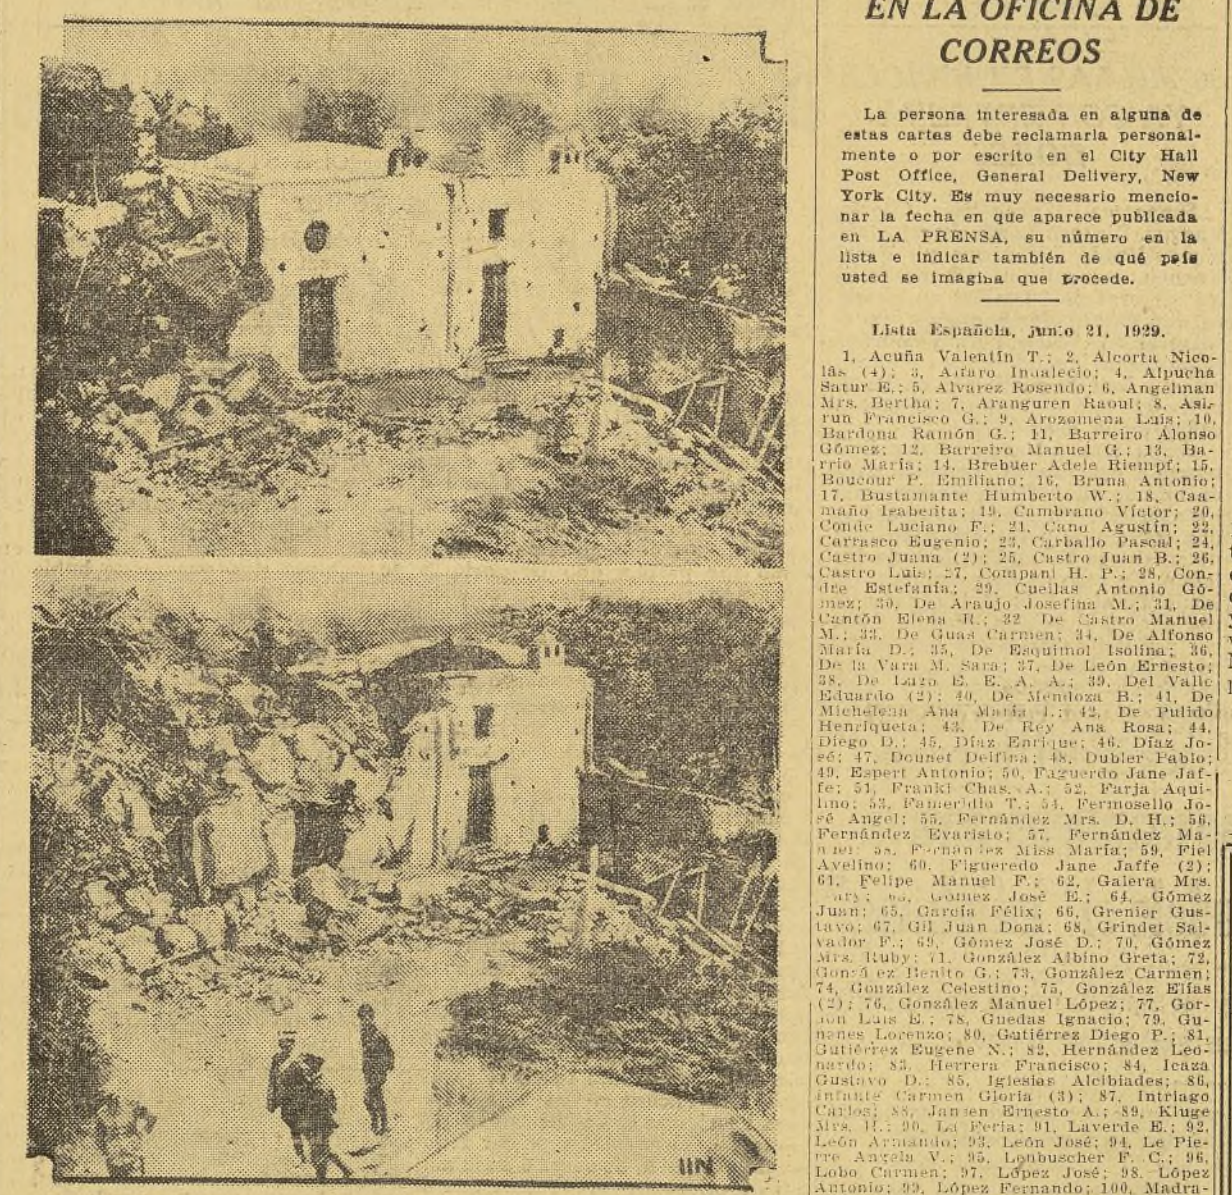 EN LA OFICINA DE
CORREOS
La persona interesada en alguna de
estas cartas debe reclamarla personal-
mente o por escrito en el City Hall
Post Office, General Delivery, New
York City. Es muy necesario mencio-
nar la fecha en que aparece publicada
en LA PRENSA, su número en la
lista e indicar también de qué país
usted se imagina que procede.
Lista Española, junio 21, 1929.
1, Acuña Valentín T.; 2, Alcorta Nico-
lás (4); 3, Alfaro Indalecio; 4, Alpucha
Satur E.; 5, Alvarez Rosendo; 6, Angelman
Mrs. Bertha; 7, Aranguren Raoul; 8, Asi-
run Francisco G.; 9, Arozomena Luis; 10,
Bardona Ramón G.; 11, Barreiro Alonso
Gómez; 12, Barreiro Manuel G.; 13, Ba-
rrio María; 14, Brebuer Adele Riempf; 15,
Boucour P. Emiliano; 16, Bruna Antonio;
17, Bustamante Humberto W.; 18, Caa-
maño Isabelita; 19, Cambrano Víctor; 20,
Conde Luciano F.; 21, Cano Agustín; 22,
Carrasco Eugenio; 23, Carballo Pascal; 24,
Castro Juana (2); 25, Castro Juan B.; 26,
Castro Luis; 27, Compani H. P.; 28, Con-
dre Estefanía; 29, Cuellas Antonio Gó-
mez; 30, De Araujo Josefina M.; 31, De
Cantón Elena R.; 32 De Castro Manuel
M.; 33, De Guas Carmen; 34, De Alfonso
María D.; 35, De Esquimol Isolina; 36,
De la Vara M. Sara; 37, De León Ernesto;
38, De Lazo E. E. A. A.; 39, Del Valle
Eduardo (2); 40, De Mendoza B.; 41, De
Michelena Ana María I.; 42, De Pulido
Henriqueta; 43, De Rey Ana Rosa; 44,
Diego D.; 45, Díaz Enrique; 46, Díaz Jo-
sé; 47, Dounet Delfina; 48, Dubler Pablo;
49, Espert Antonio; 50, Faguerdo Jane Jaf-
fe; 51, Franki Chas. A.; 52, Farja Aqui-
lino; 53, T.; 54, Fermosello Jo-
sé Angel; 55, Fernández Mrs. D. H.; 56,
Fernández Evaristo; 57, Fernández Ma-
nuel; 58, Fernández Miss María; 59, Fiel
Avelino; 60, Figueredo Jane Jaffe (2);
61, Felipe Manuel F.; 62, Galera Mrs.
63, Gómez José E.; 64, Gómez
Juan; 65, García Félix; 66, Grenier Gus-
tavo; 67, Gil Juan Dona; 68, Grindet Sal-
vador F.; 69, Gómez José D.; 70, Gómez
Mrs. Ruby; 71, González Albino Greta; 72,
González Benito G.; 73, González Carmen;
74, González Celestino; 75, González Elías
(2); 76, González Manuel López; 77, Gor-
don Luis E.; 78, Guedas Ignacio; 79, Gu-
nanes Lorenzo; 80, Gutiérrez Diego P.; 81,
Gutiérrez Eugene N.; 82, Hernández Leo-
nardo; 83, Herrera Francisco; 84, Icaza
Gustavo D.; 85, Iglesias Alcibiades; 86,
Infante Carmen Gloria (3); 87, Intriago
Carlos; 88, Jansen Ernesto A.; 89, Kluge
Mrs. H.; 90, La Feria; 91, Laverde E.; 92,
León Armando; 93, León José; 94, Le Pie-
rre Angela V.; 95, Lenbuscher F. C.; 96,
Lobo Carmen; 97, López José; 98, López
Antonio; 99, López Fernando; 100, Madra-
IIN